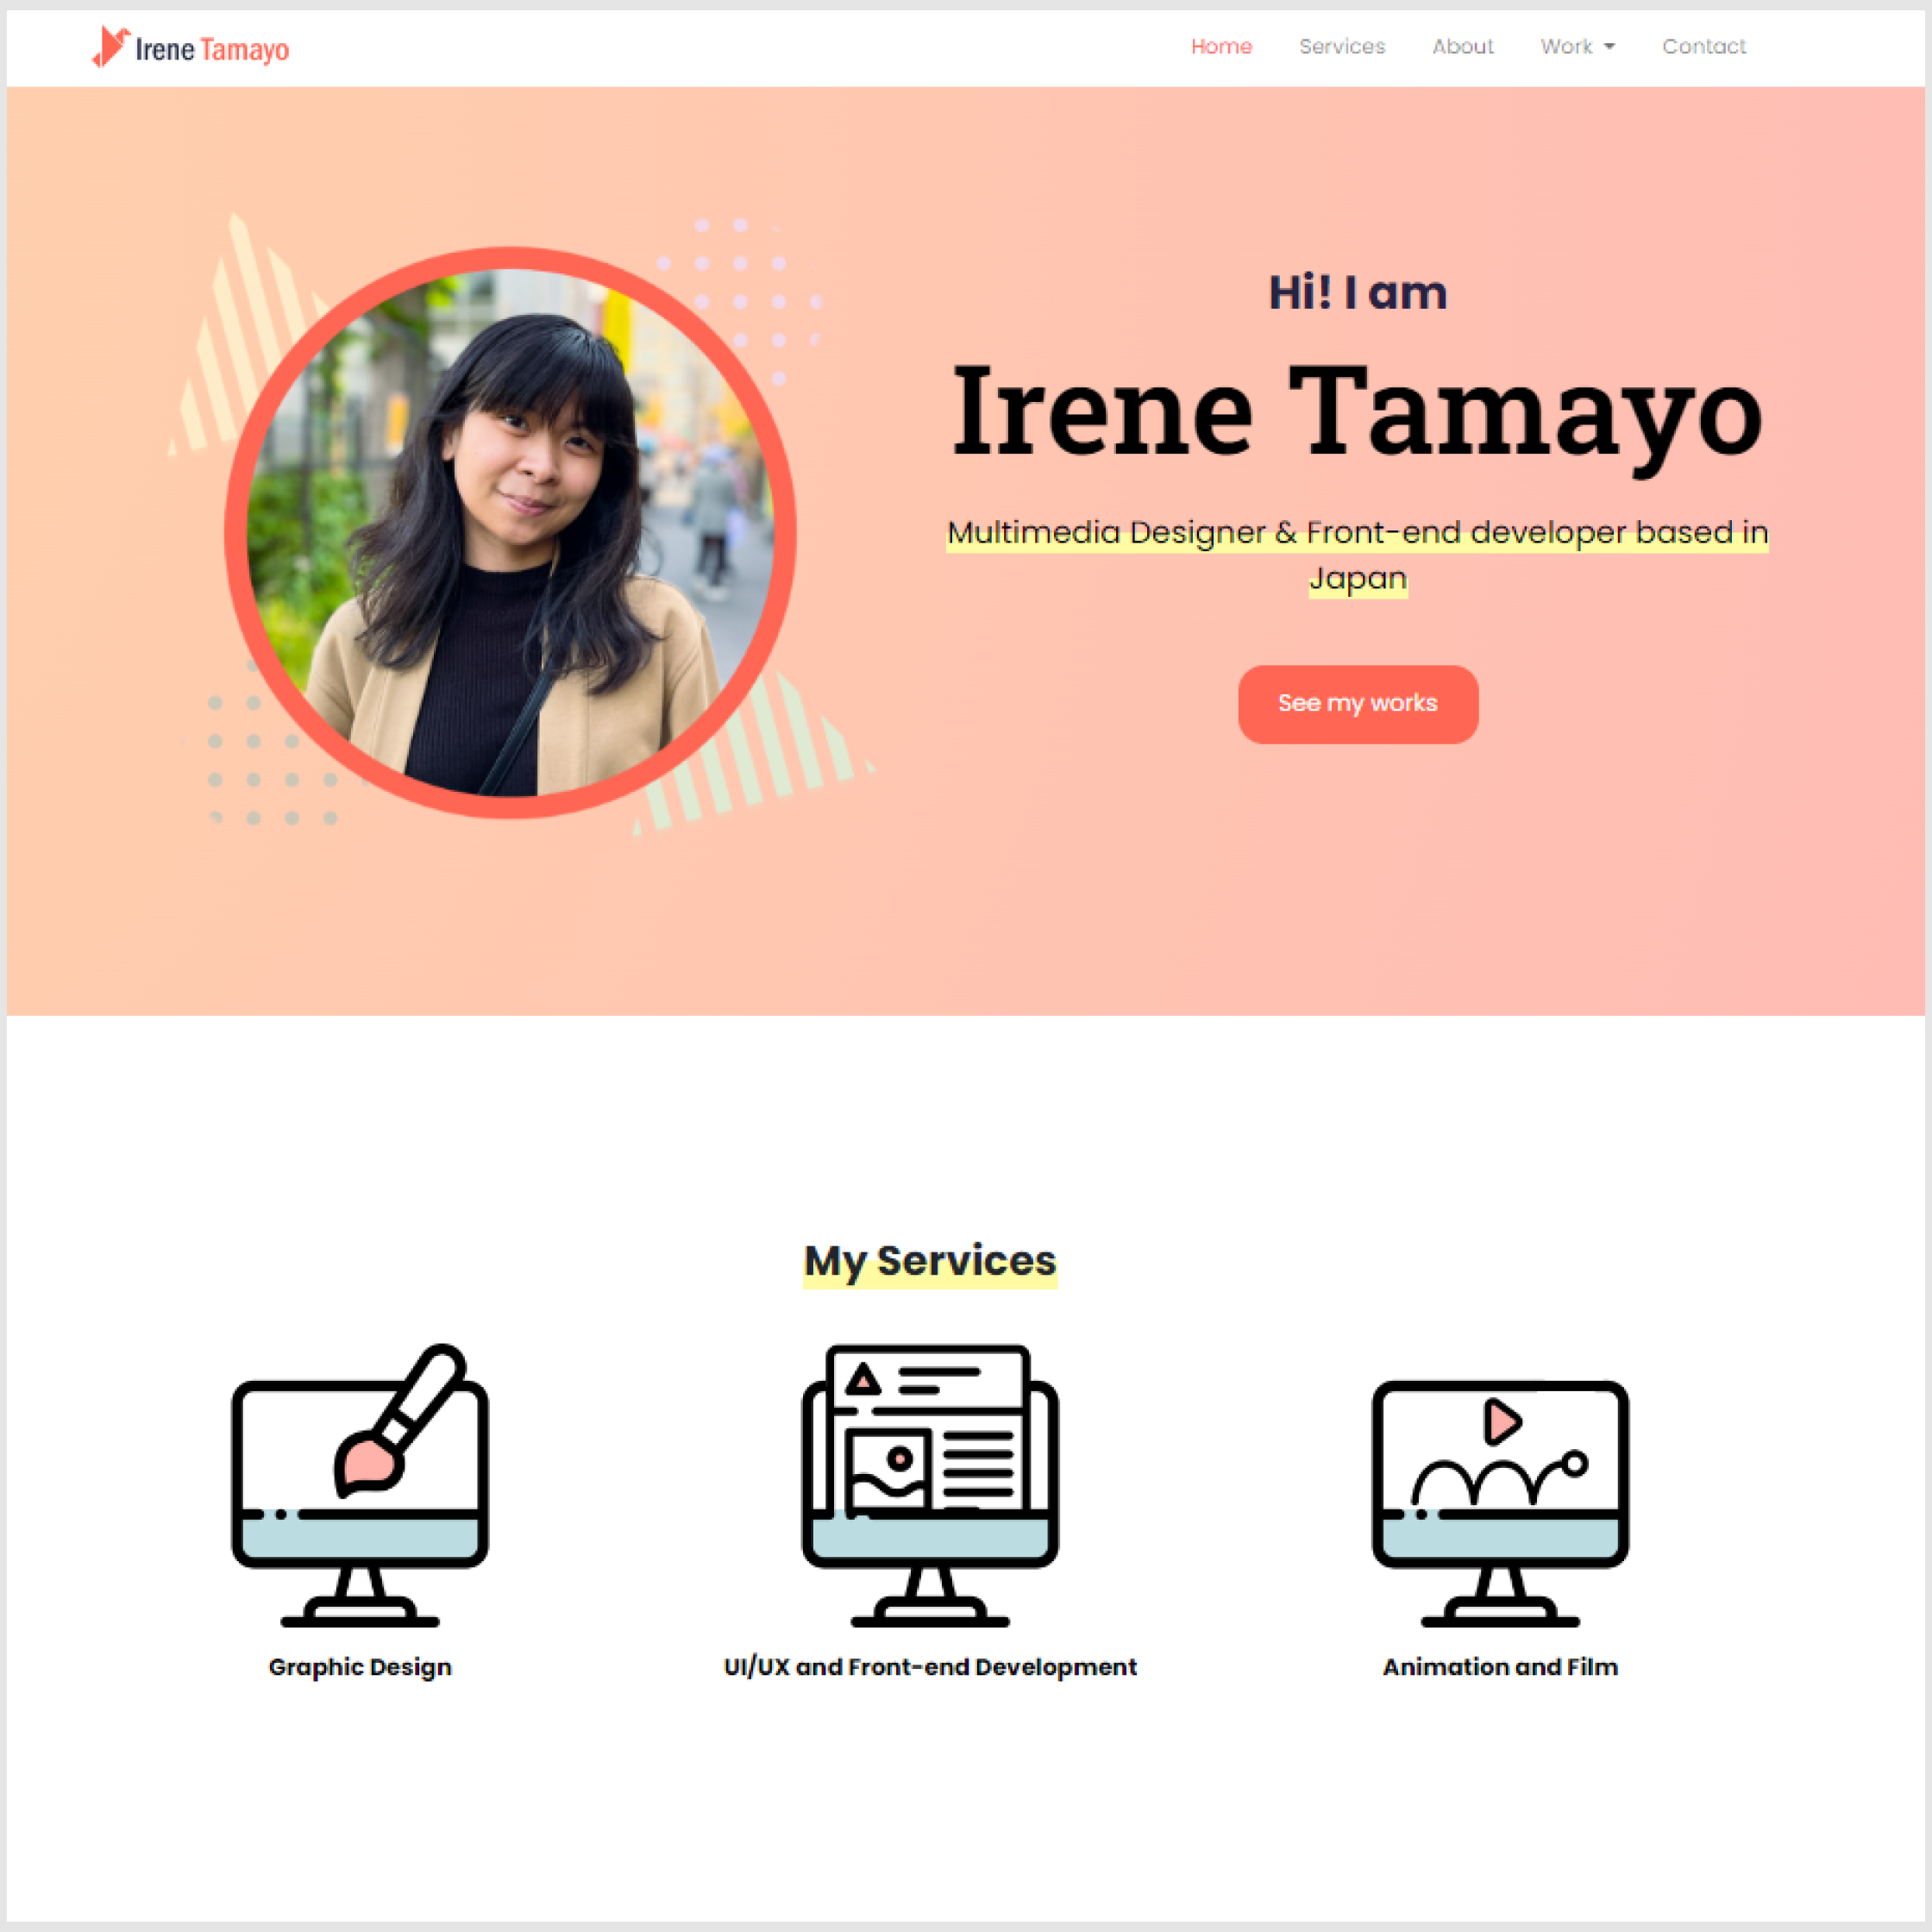 Irene Tamayo
Home Services About Work Contact
Hi! I am
Irene Tamayo
Multimedia Designer & Front-end developer based in
Japan
See my works
My Services
Graphic Design
UI/UX and Front-end Development
Animation and Film